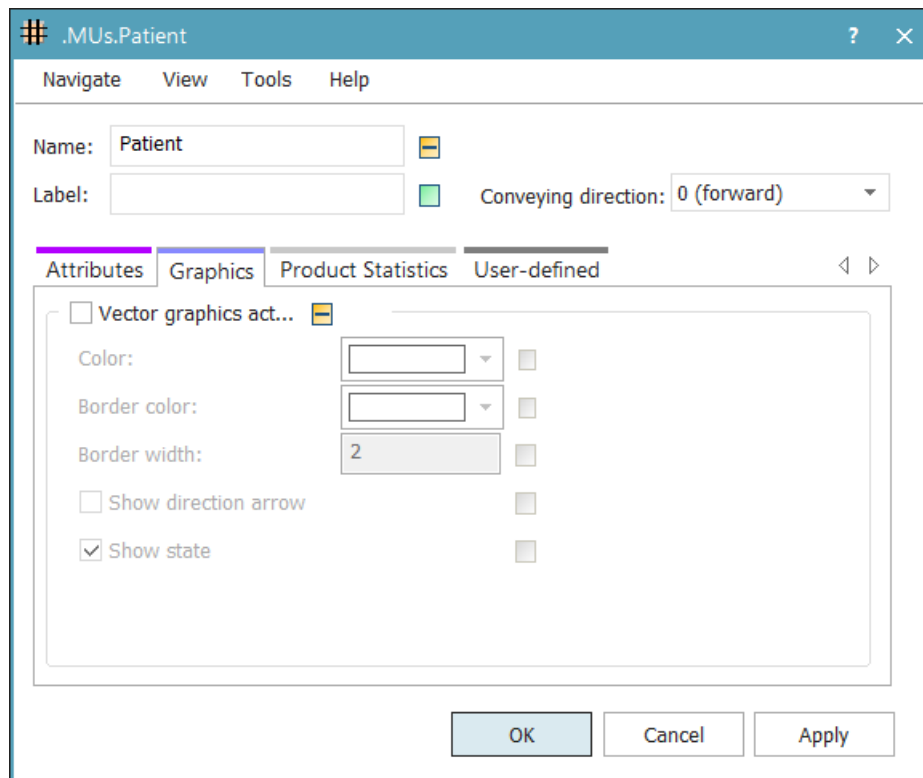 .MUs.Patient ?
Navigate View Tools Help
Name: Patient
Label:
Conveying direction: 0 (forward)
Attributes Graphics Product Statistics User-defined
Vector graphics act...
Color:
Border color:
Border width: 2
Show direction arrow
Show state
OK Cancel Apply